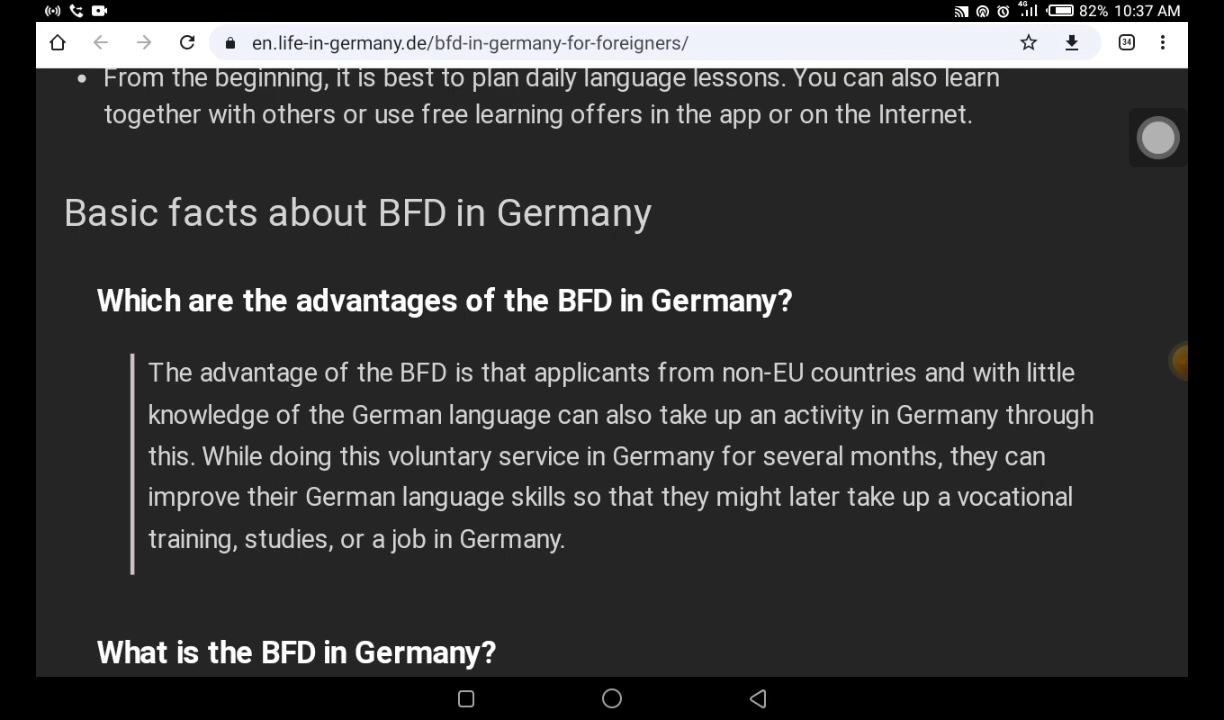 4G 82% 10:37 AM
en.life-in-germany.de/bfd-in-germany-for-foreigners/ 34
• From the beginning, it is best to plan daily language lessons. You can also learn
together with others or use free learning offers in the app or on the Internet.
Basic facts about BFD in Germany
Which are the advantages of the BFD in Germany?
The advantage of the BFD is that applicants from non-EU countries and with little
knowledge of the German language can also take up an activity in Germany through
this. While doing this voluntary service in Germany for several months, they can
improve their German language skills so that they might later take up a vocational
training, studies, or a job in Germany.
What is the BFD in Germany?